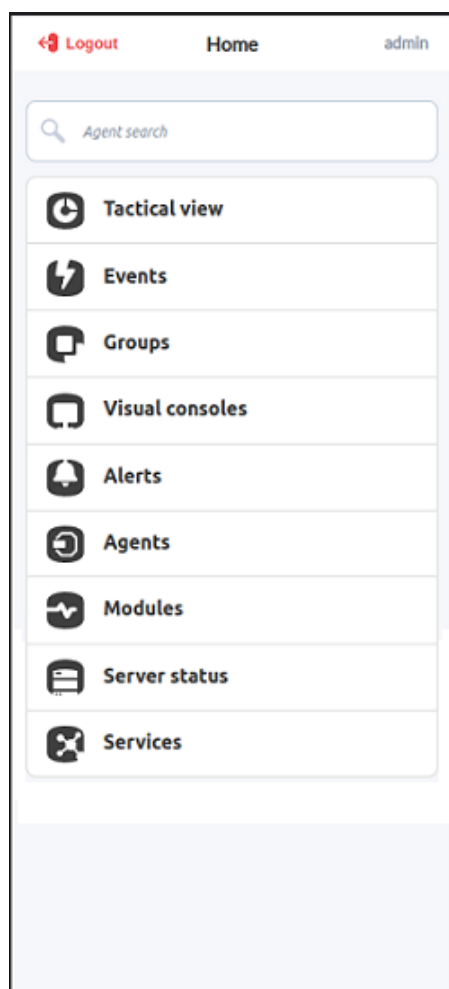 Logout Home admin
Agent search
Tactical view
Events
Groups
Visual consoles
Alerts
Agents
Modules
Server status
Services